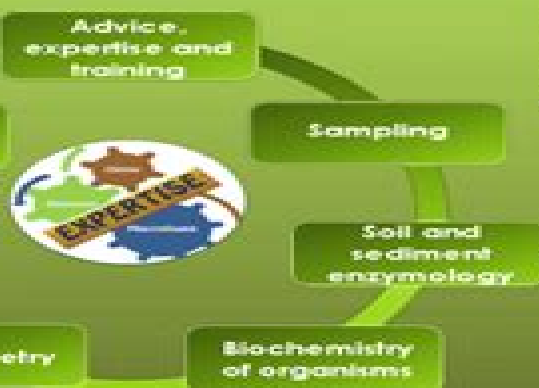 Advice,
expertise and
training
Sampling
EXPERTISE
Soil and
sediment
enzymology
Biochemistry
of organisms
etry